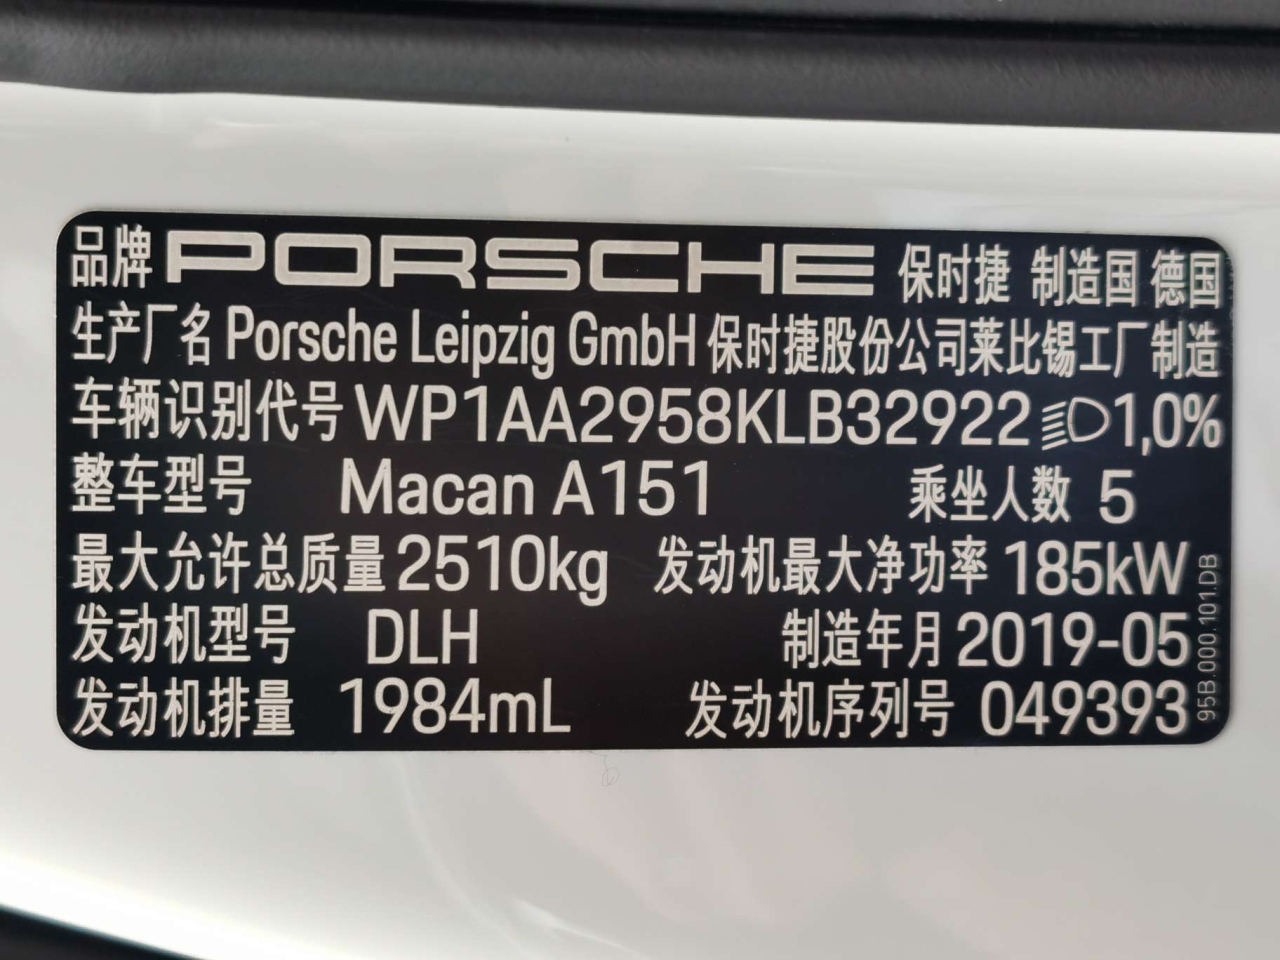 品牌 PORSCHE 保时捷 制造国 德国
生产厂名 Porsche Leipzig GmbH 保时捷股份公司莱比锡工厂制造
车辆识别代号 WP1AA2958KLB32922 1,0%
整车型号 Macan A151 乘坐人数 5
最大允许总质量 2510kg 发动机最大净功率 185kW
发动机型号 DLH 制造年月 2019-05
发动机排量 1984mL 发动机序列号 049393
95B.000.101.DB